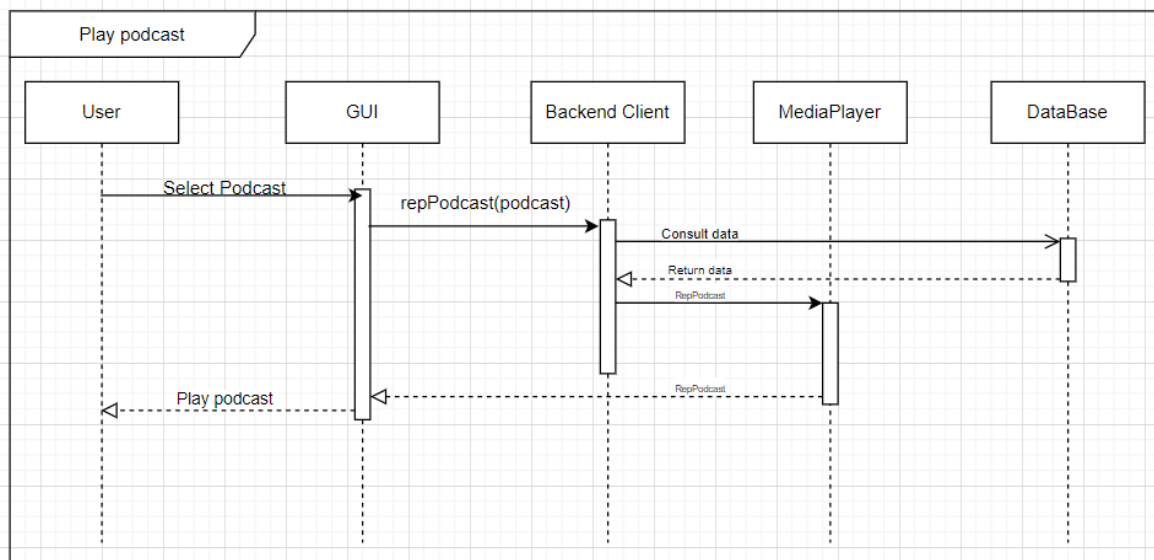 Play podcast
User
GUI
Backend Client
MediaPlayer
DataBase
Select Podcast
repPodcast(podcast)
Consult data
Return data
RepPodcast
RepPodcast
Play podcast